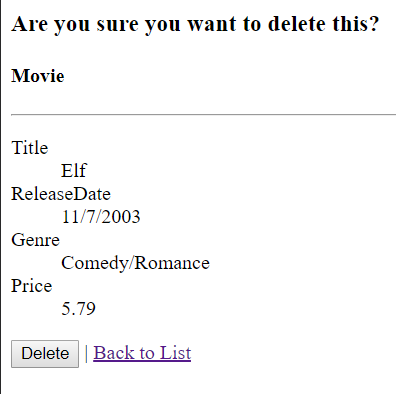 Are you sure you want to delete this?
Movie
Title
Elf
ReleaseDate
11/7/2003
Genre
Comedy/Romance
Price
5.79
Delete | Back to List